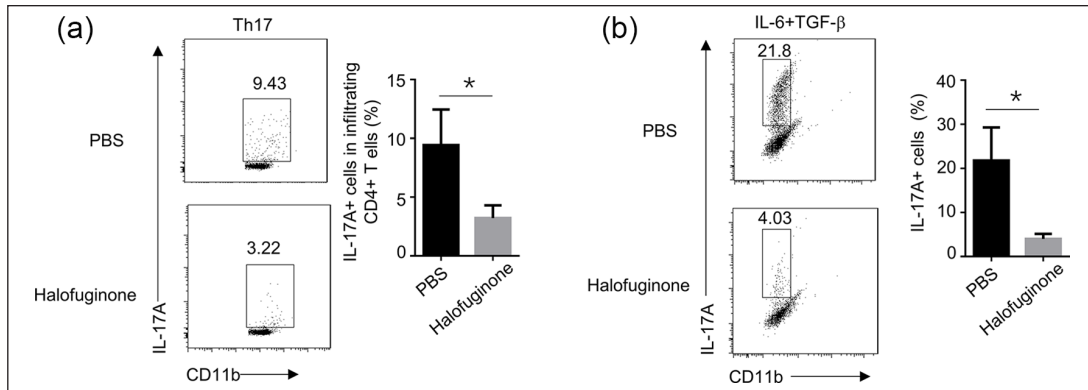 (a)
Th17
9.43
PBS
3.22
Halofuginone
IL-17A
CD11b
IL-17A+ cells in infiltrating
CD4+ T ells (%)
15
10
5
0
*
PBS
Halofuginone
(b)
IL-6+TGF-β
21.8
PBS
4.03
Halofuginone
IL-17A
CD11b
IL-17A+ cells (%)
40
30
20
10
0
*
PBS
Halofuginone